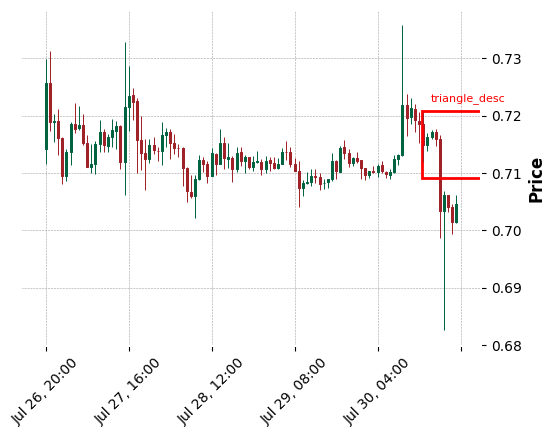 0.73
triangle_desc
0.72
0.71
0.70
0.69
0.68
Price
Jul 26, 20:00
Jul 27, 16:00
Jul 28, 12:00
Jul 29, 08:00
Jul 30, 04:00